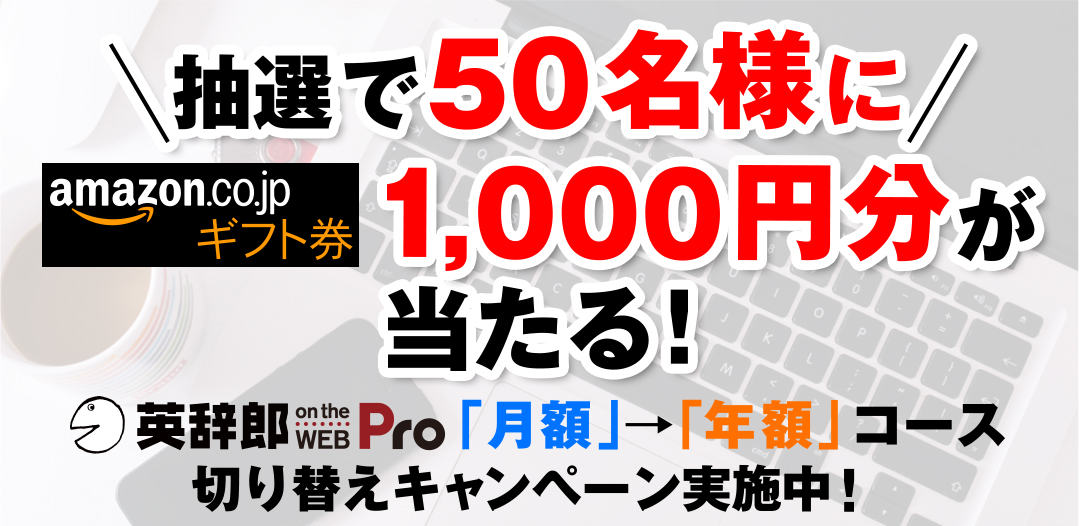 抽選で50名様に
amazon.co.jp
ギフト券
1,000円分が
当たる!
英辞郎 on the WEB Pro「月額」→「年額」コース
切り替えキャンペーン実施中!